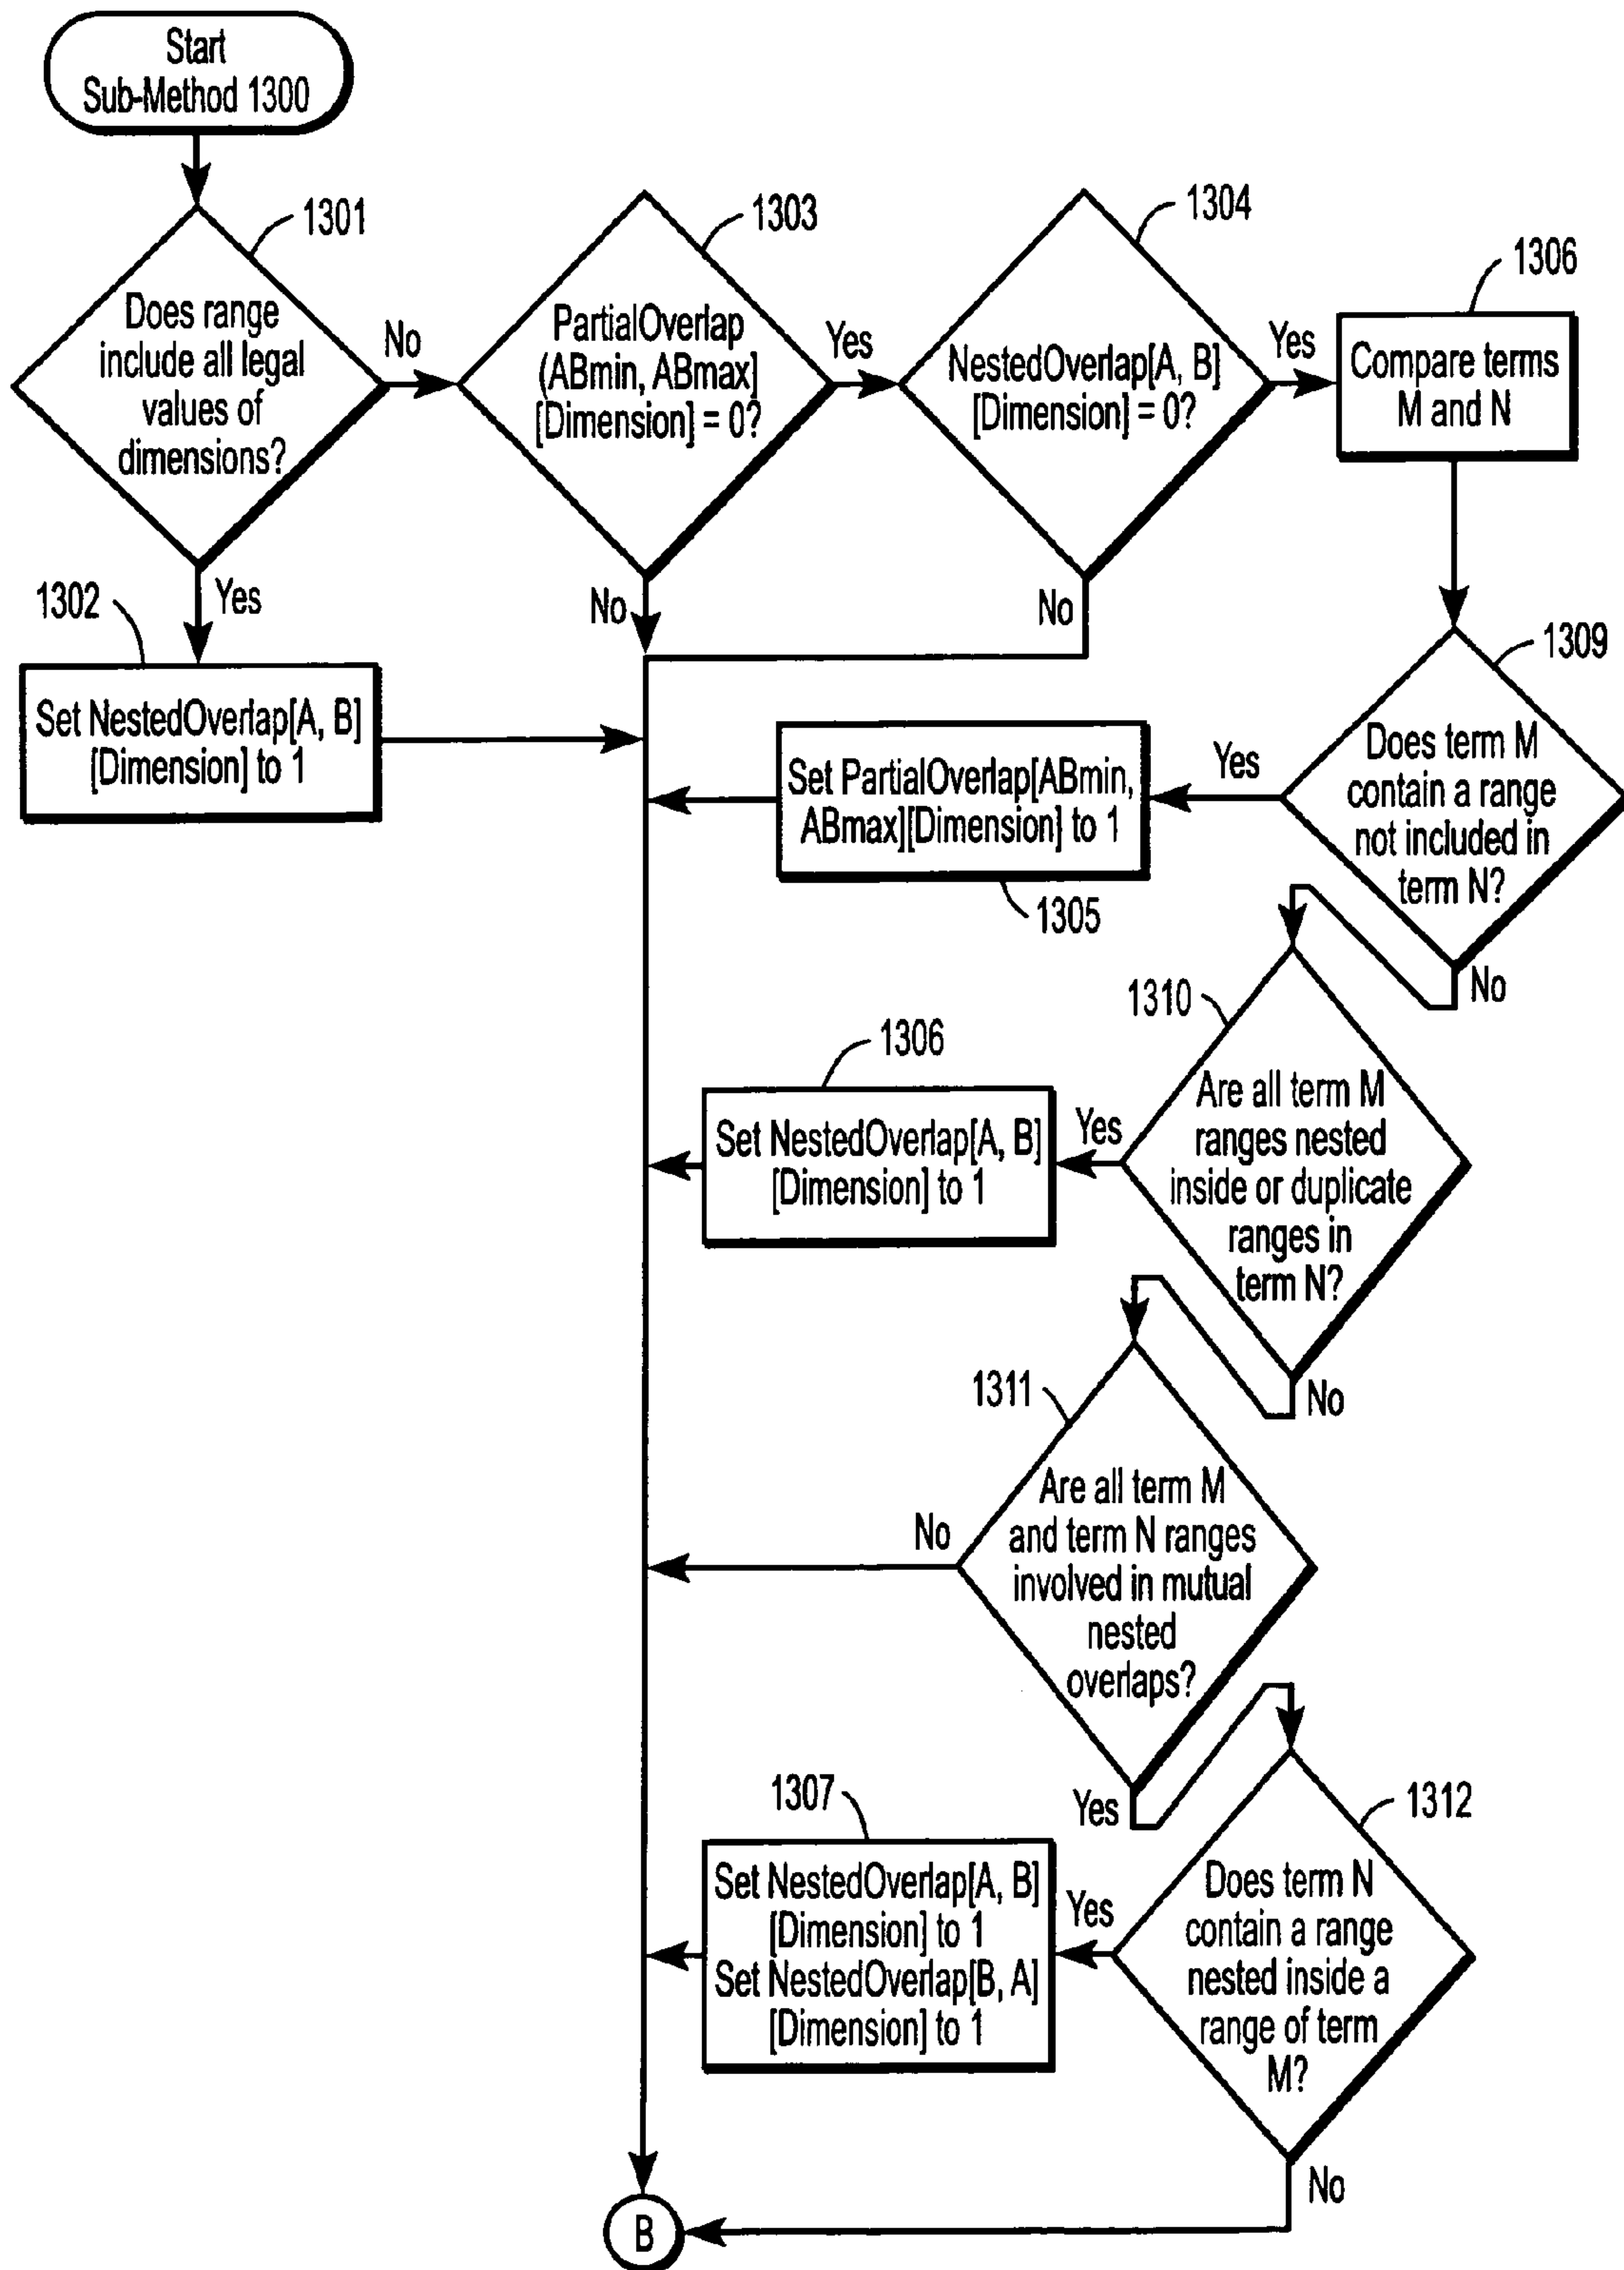 Start
Sub-Method 1300
1301
Does range
include all legal
values of
dimensions?
No
Yes
1303
PartialOverlap
(ABmin, ABmax]
[Dimension] = 0?
Yes
No
1304
NestedOverlap[A, B]
[Dimension] = 0?
Yes
No
1306
Compare terms
M and N
1302
Set NestedOverlap[A, B]
[Dimension] to 1
1309
Does term M
contain a range
not included in
term N?
Yes
No
Set PartialOverlap[ABmin,
ABmax][Dimension] to 1
1305
1310
Are all term M
ranges nested
inside or duplicate
ranges in
term N?
Yes
No
1306
Set NestedOverlap[A, B]
[Dimension] to 1
1311
Are all term M
and term N ranges
involved in mutual
nested
overlaps?
No
Yes
1312
Does term N
contain a range
nested inside a
range of term
M?
Yes
No
1307
Set NestedOverlap[A, B]
[Dimension] to 1
Set NestedOverlap[B, A]
[Dimension] to 1
B